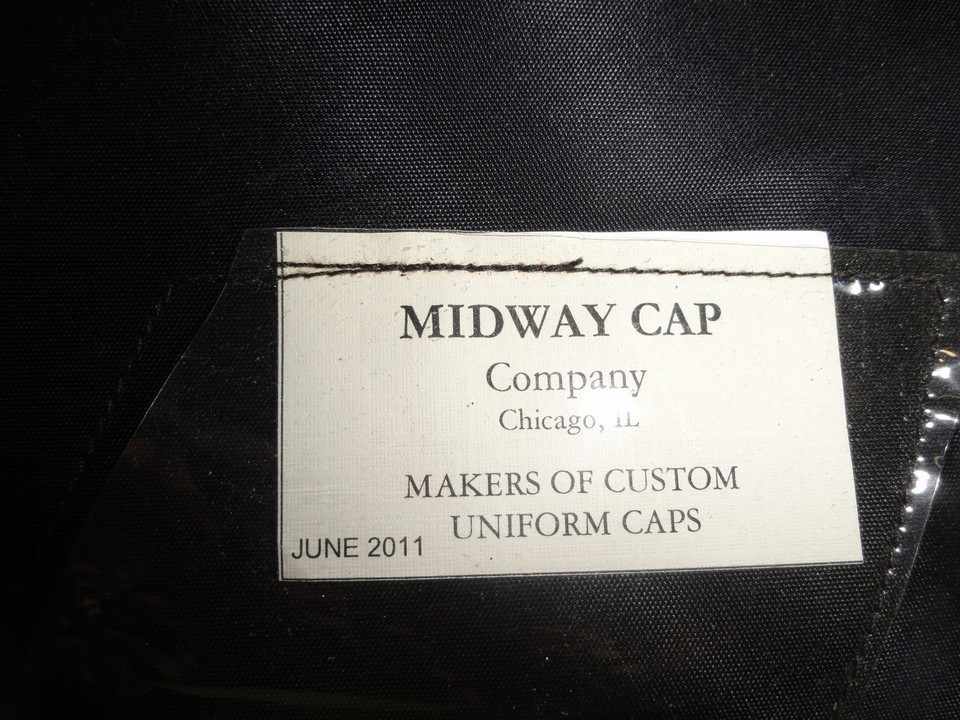 MIDWAY CAP
Company
Chicago, IL
MAKERS OF CUSTOM
UNIFORM CAPS
JUNE 2011